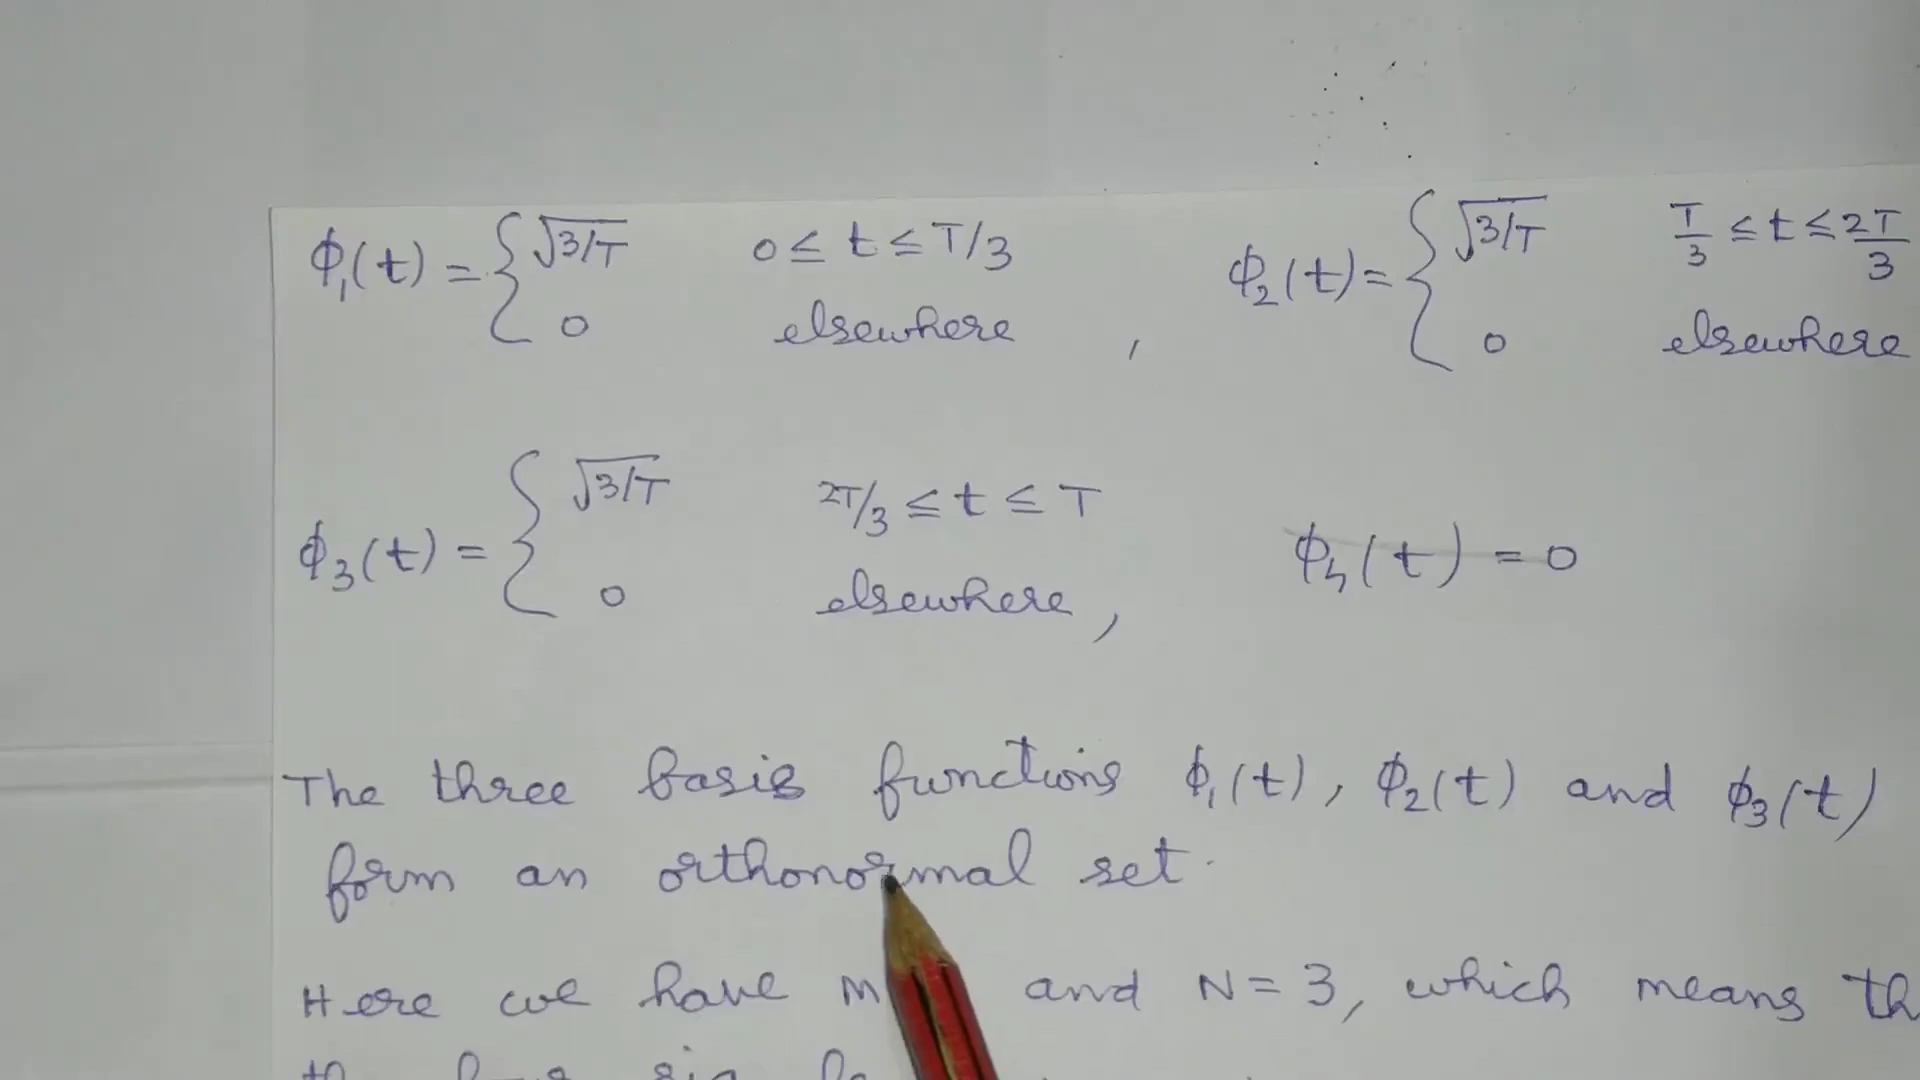 ϕ₁(t) = { √3/T 0 ≤ t ≤ T/3
0 elsewhere ,
ϕ₂(t) = { √3/T T/3 ≤ t ≤ 2T/3
0 elsewhere
ϕ₃(t) = { √3/T 2T/3 ≤ t ≤ T
0 elsewhere ,
ϕ₄(t) = 0
The three basis functions ϕ₁(t), ϕ₂(t) and ϕ₃(t)
form an orthonormal set.
Here we have M and N = 3, which means th